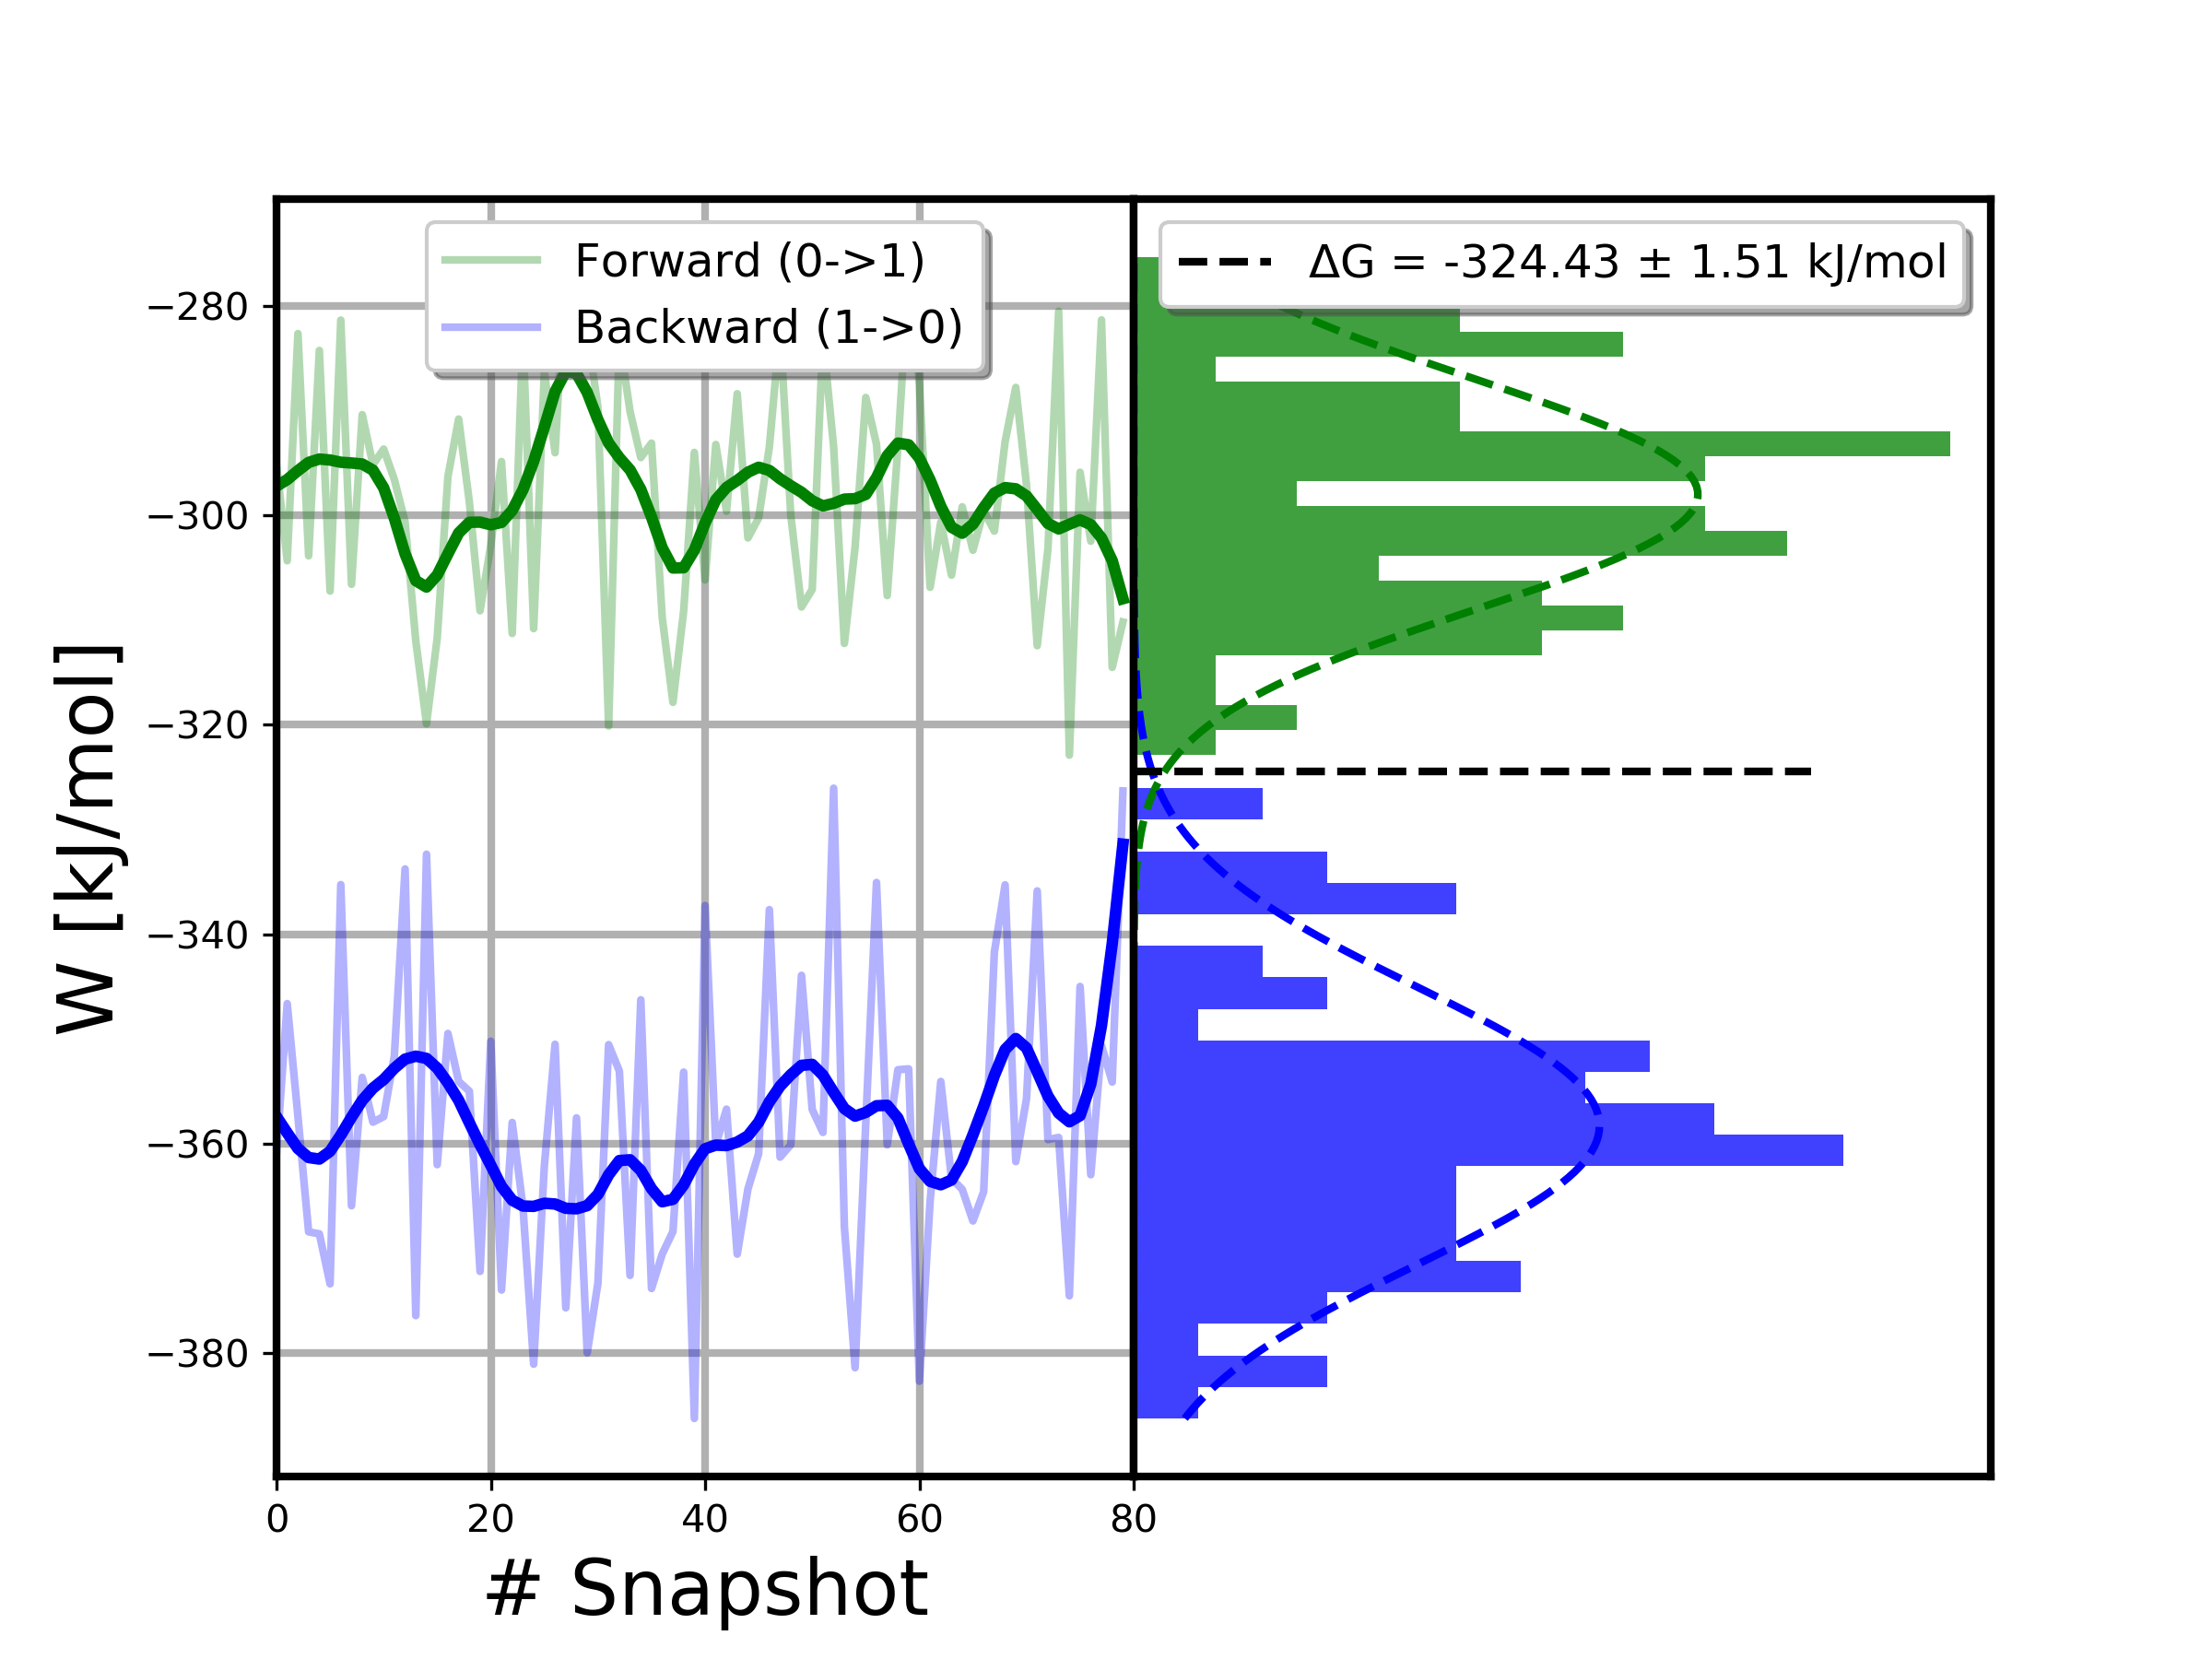 Forward (0->1)
Backward (1->0)
ΔG = -324.43 ± 1.51 kJ/mol
W [kJ/mol]
−280
−300
−320
−340
−360
−380
0 20 40 60 80
# Snapshot